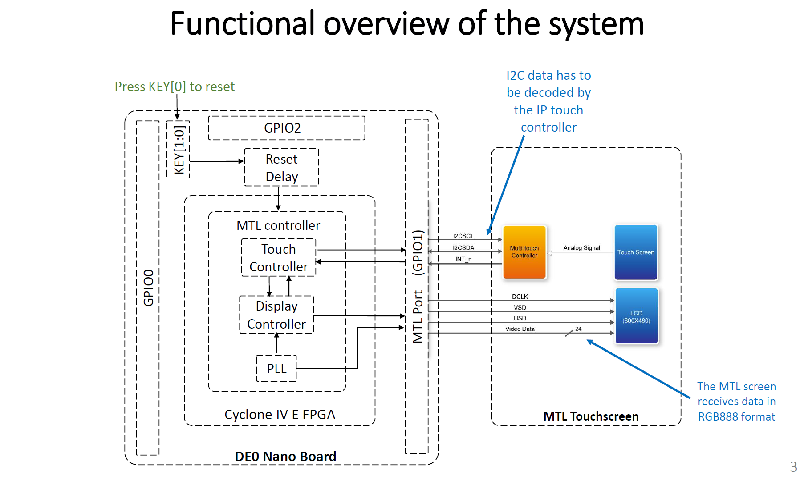 Functional overview of the system
Press KEY[0] to reset
I2C data has to
be decoded by
the IP touch
controller
GPIO2
KEY[1:0]
Reset
Delay
MTL controller
Touch
Controller
Display
Controller
PLL
Cyclone IV E FPGA
GPIO0
MTL Port (GPIO1)
DE0 Nano Board
I2CSCL
I2CSDA
INT_n
Multi touch
Controller
Analog Signal
Touch Screen
DCLK
VSD
HSD
Video Data
24
LCD
(800X480)
The MTL screen
receives data in
RGB888 format
MTL Touchscreen
3